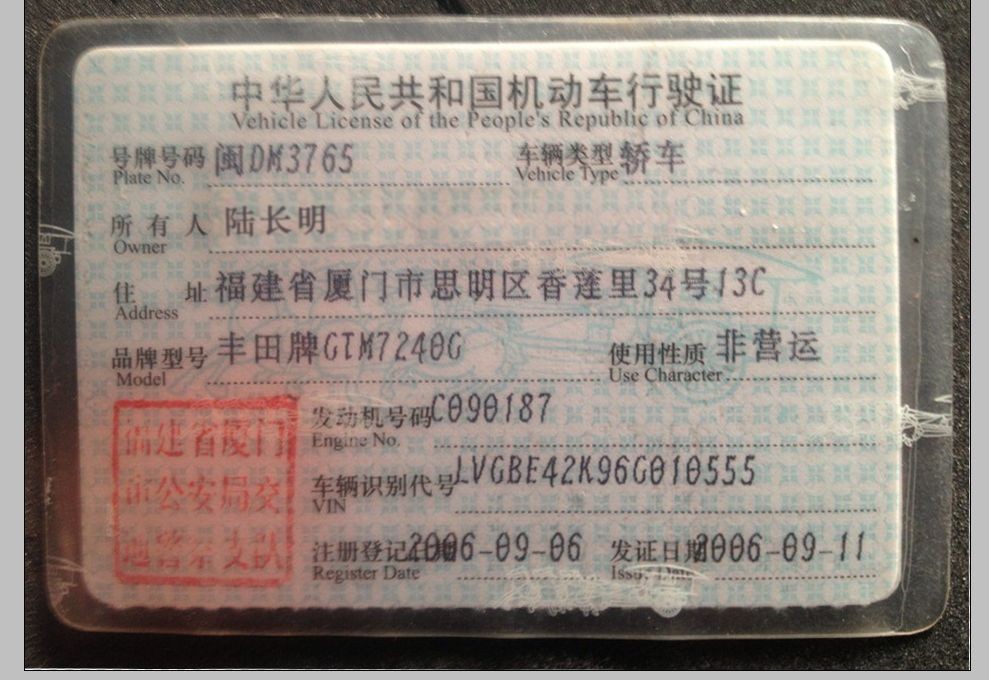 中华人民共和国机动车行驶证
Vehicle License of the People's Republic of China
号牌号码 闽DM3765 车辆类型 轿车
Plate No. Vehicle Type
所有人 陆长明
Owner
住址 福建省厦门市思明区香莲里34号13C
Address
品牌型号 丰田牌GTM7240G 使用性质 非营运
Model Use Character
发动机号码 C090187
Engine No.
车辆识别代号 LVGBE42K96G010555
VIN
注册登记日期 2006-09-06 发证日期 2006-09-11
Register Date Issue Date
福建省厦门
市公安局交
通警察支队